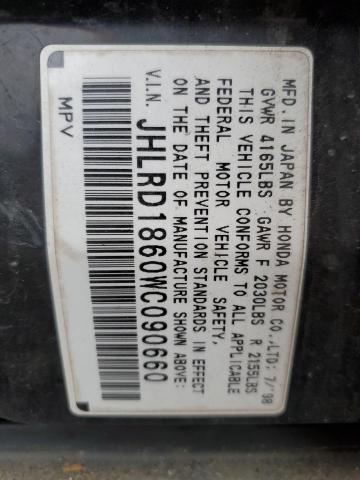 MFD.IN JAPAN BY HONDA MOTOR CO.,LTD: 7/'98
GVWR 4165LBS GAWR F 2030LBS R 2155LBS
THIS VEHICLE CONFORMS TO ALL APPLICABLE
FEDERAL MOTOR VEHICLE SAFETY,
AND THEFT PREVENTION STANDARDS IN EFFECT
ON THE DATE OF MANUFACTURE SHOWN ABOVE.
V.I.N. JHLRD1860WC090660
MPV